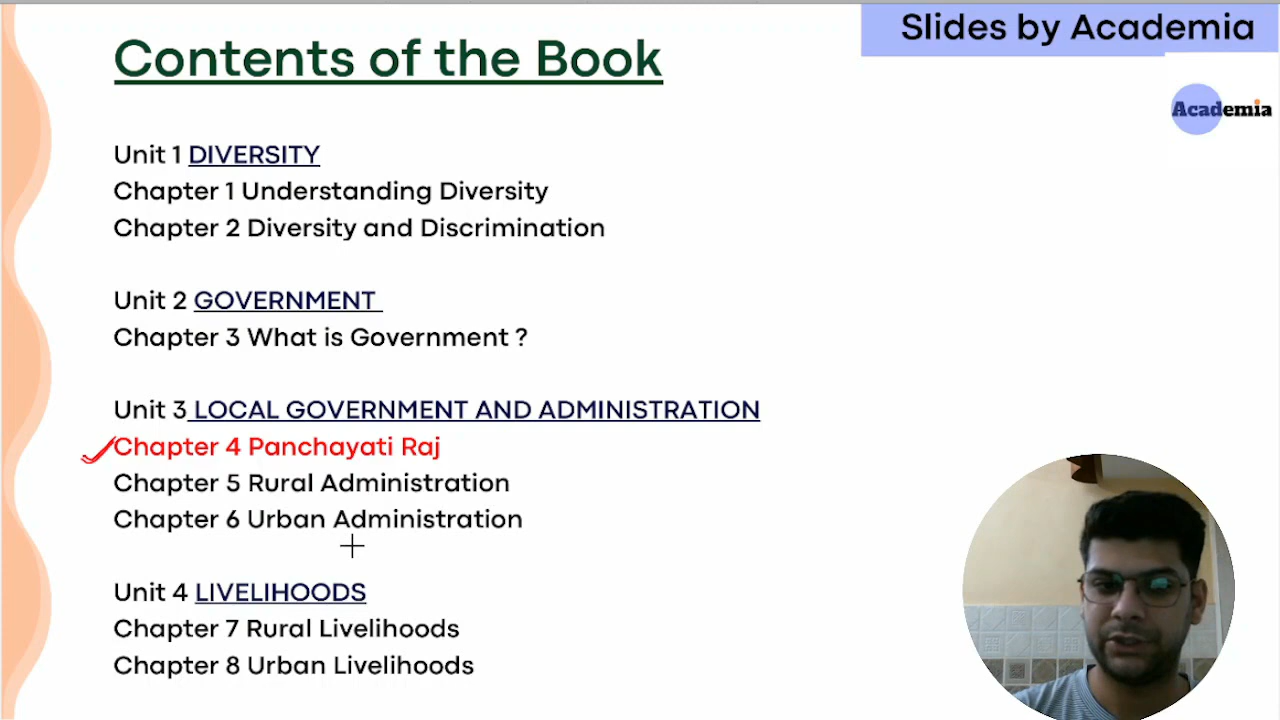 Slides by Academia
Contents of the Book
Academia
Unit 1 DIVERSITY
Chapter 1 Understanding Diversity
Chapter 2 Diversity and Discrimination
Unit 2 GOVERNMENT
Chapter 3 What is Government ?
Unit 3 LOCAL GOVERNMENT AND ADMINISTRATION
Chapter 4 Panchayati Raj
Chapter 5 Rural Administration
Chapter 6 Urban Administration
Unit 4 LIVELIHOODS
Chapter 7 Rural Livelihoods
Chapter 8 Urban Livelihoods